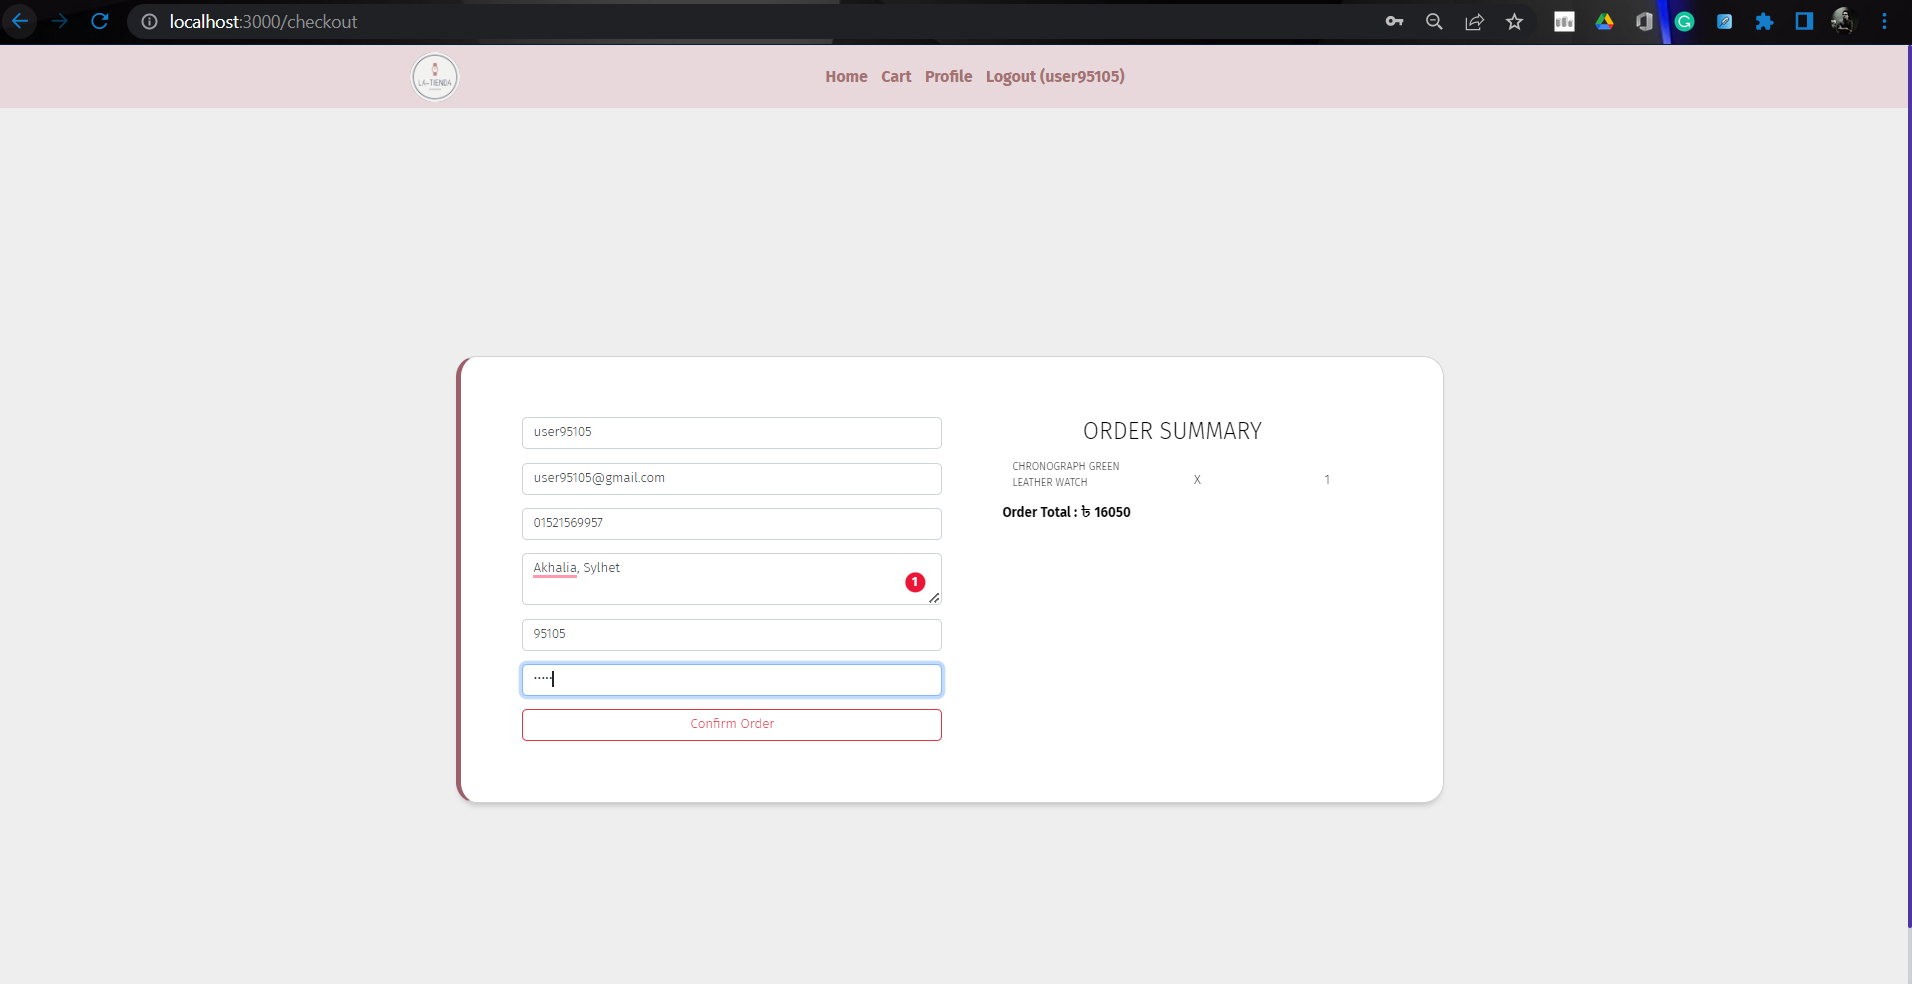 localhost:3000/checkout
LA-TIENDA
Home Cart Profile Logout (user95105)
user95105
user95105@gmail.com
01521569957
Akhalia, Sylhet
1
95105
·····
Confirm Order
ORDER SUMMARY
CHRONOGRAPH GREEN
LEATHER WATCH X 1
Order Total : ৳ 16050